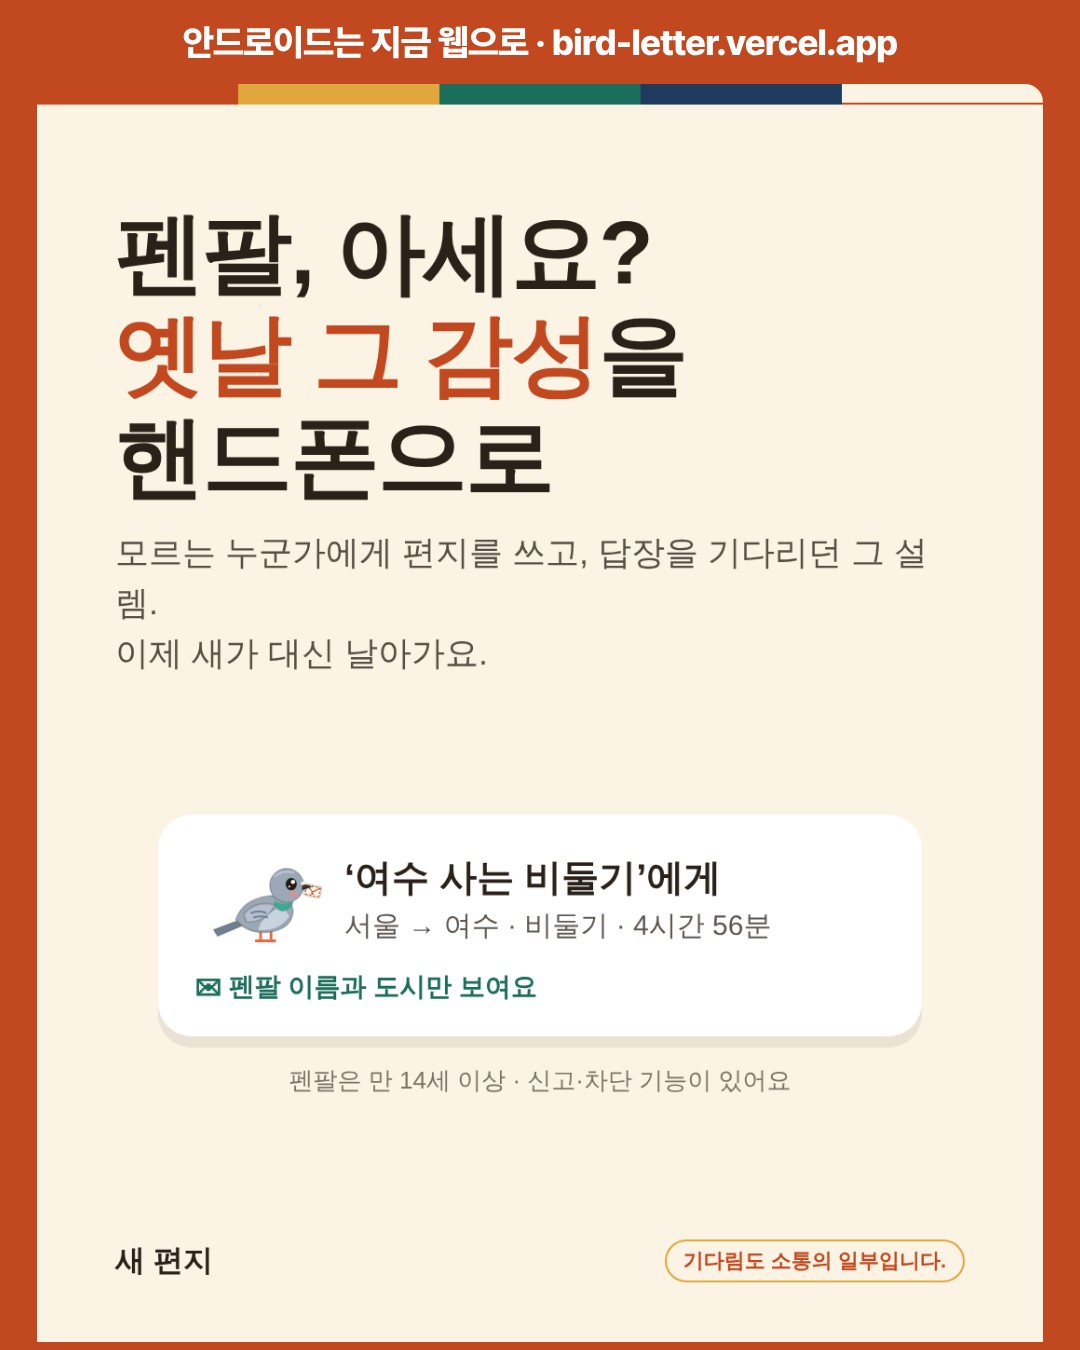 안드로이드는 지금 웹으로 · bird-letter.vercel.app
펜팔, 아세요?
옛날 그 감성을
핸드폰으로
모르는 누군가에게 편지를 쓰고, 답장을 기다리던 그 설
렘.
이제 새가 대신 날아가요.
‘여수 사는 비둘기’에게
서울 → 여수 · 비둘기 · 4시간 56분
✉ 펜팔 이름과 도시만 보여요
펜팔은 만 14세 이상 · 신고·차단 기능이 있어요
새 편지
기다림도 소통의 일부입니다.